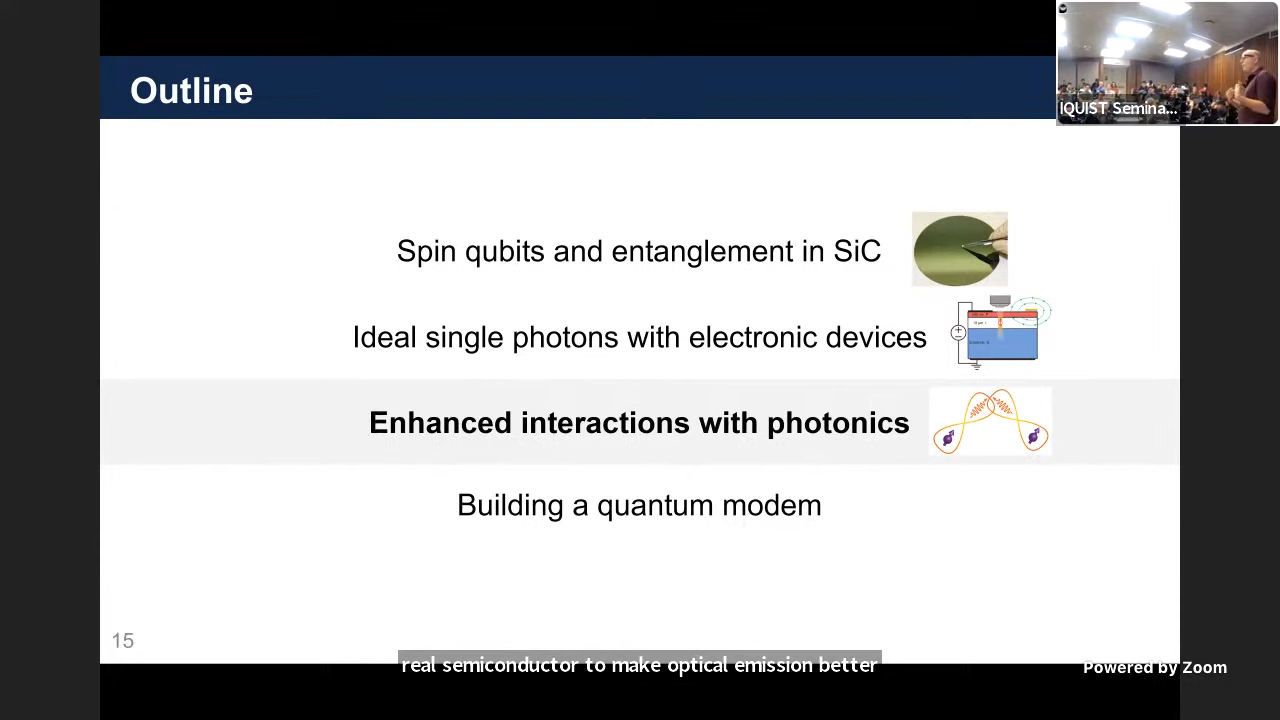 Outline
IQUIST Semina...
Spin qubits and entanglement in SiC
Ideal single photons with electronic devices
Enhanced interactions with photonics
Building a quantum modem
15
real semiconductor to make optical emission better
Powered by Zoom